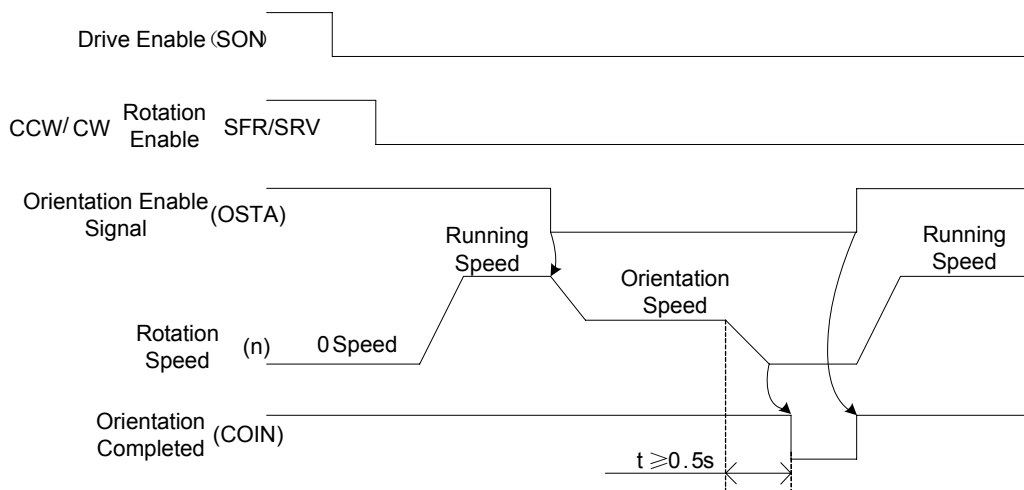 Drive Enable (SON)
CCW/ CW Rotation Enable SFR/SRV
Orientation Enable
Signal (OSTA)
Running
Speed
Orientation
Speed
Running
Speed
Rotation
Speed (n)
0 Speed
Orientation
Completed (COIN)
t ≥0.5s